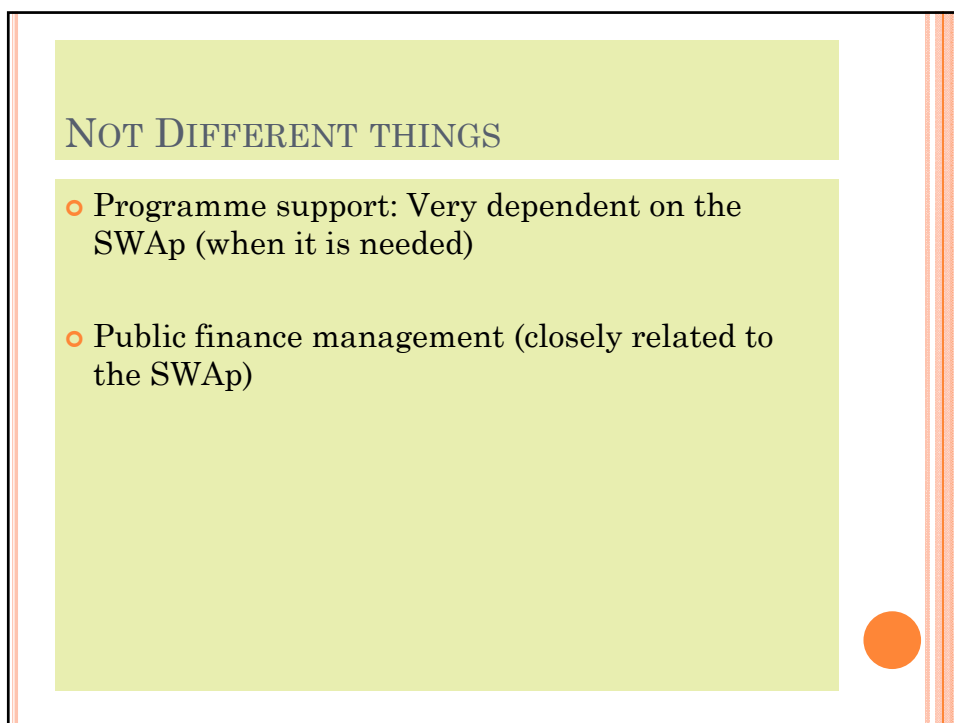 NOT DIFFERENT THINGS
Programme support: Very dependent on the
SWAp (when it is needed)
Public finance management (closely related to
the SWAp)